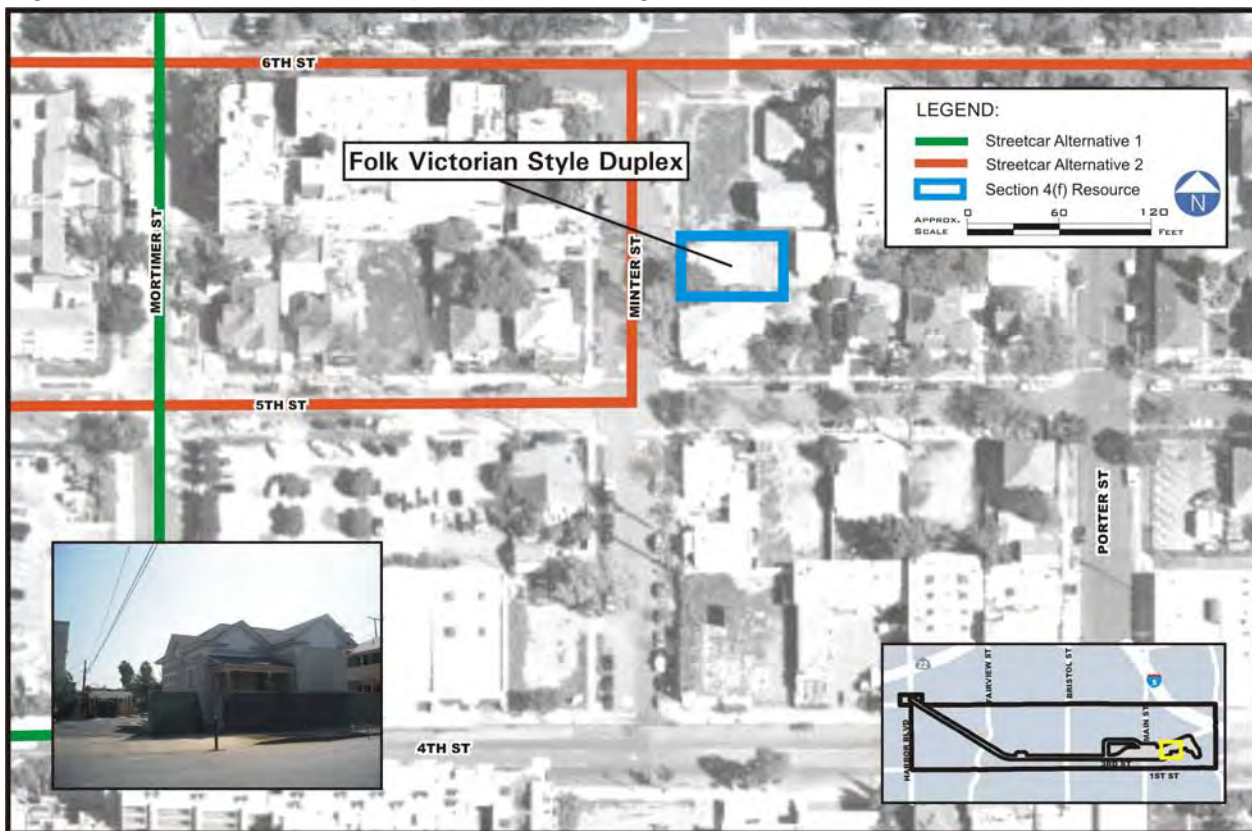 6TH ST
LEGEND:
Streetcar Alternative 1
Streetcar Alternative 2
Section 4(f) Resource
APPROX.
SCALE
0 60 120
FEET
N
Folk Victorian Style Duplex
MORTIMER ST
MINTER ST
5TH ST
PORTER ST
4TH ST
22
FAIRVIEW ST
BRISTOL ST
5
HARBOR BLVD
MAIN ST
3RD ST
1ST ST